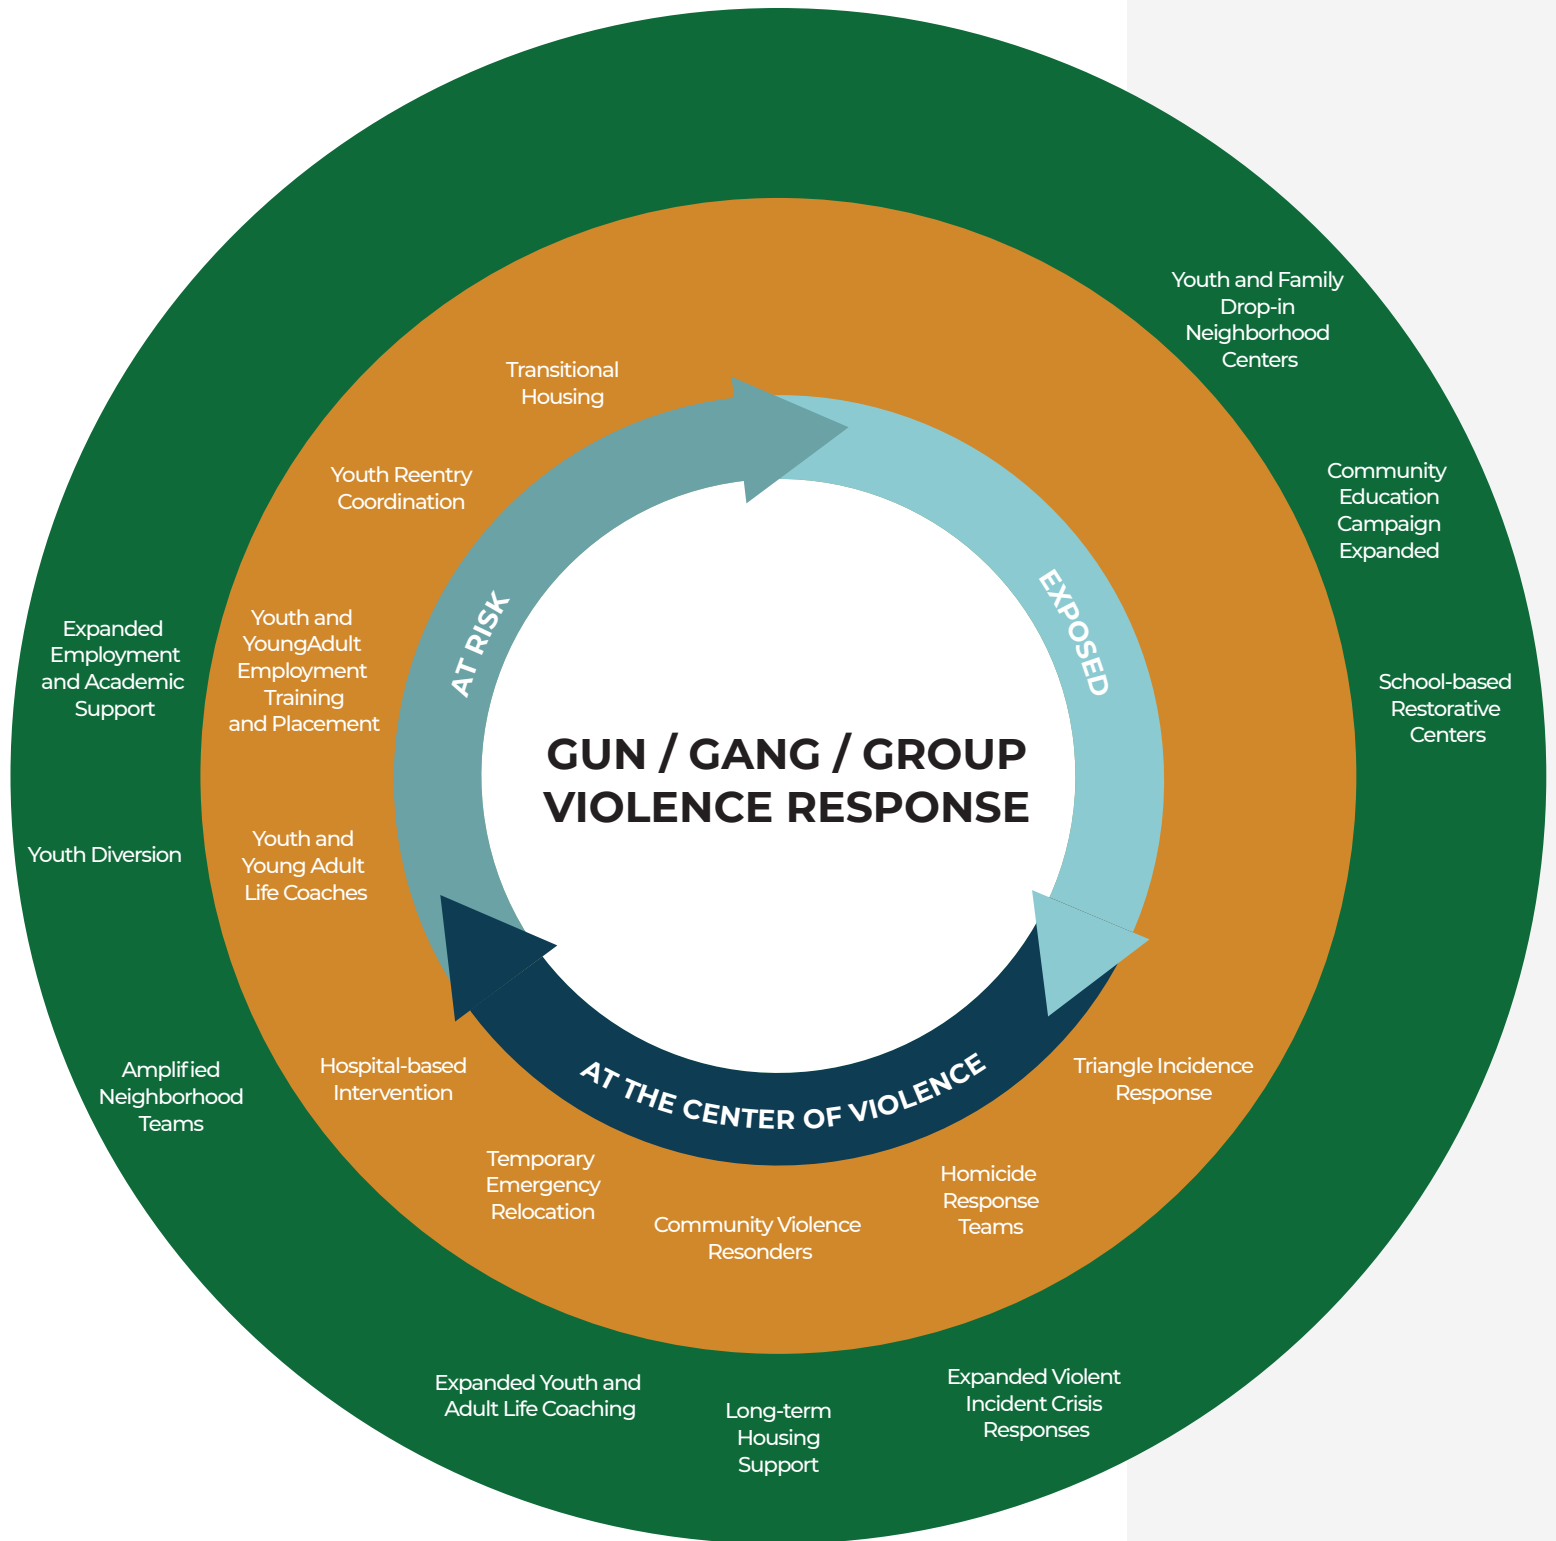 Youth and Family
Drop-in
Neighborhood
Centers
Community
Education
Campaign
Expanded
School-based
Restorative
Centers
Expanded Violent
Incident Crisis
Responses
Long-term
Housing
Support
Expanded Youth and
Adult Life Coaching
Amplified
Neighborhood
Teams
Youth Diversion
Expanded
Employment
and Academic
Support
Transitional
Housing
Youth Reentry
Coordination
Youth and
YoungAdult
Employment
Training
and Placement
Youth and
Young Adult
Life Coaches
Hospital-based
Intervention
Temporary
Emergency
Relocation
Community Violence
Resonders
Homicide
Response
Teams
Triangle Incidence
Response
AT RISK
EXPOSED
AT THE CENTER OF VIOLENCE
GUN / GANG / GROUP
VIOLENCE RESPONSE